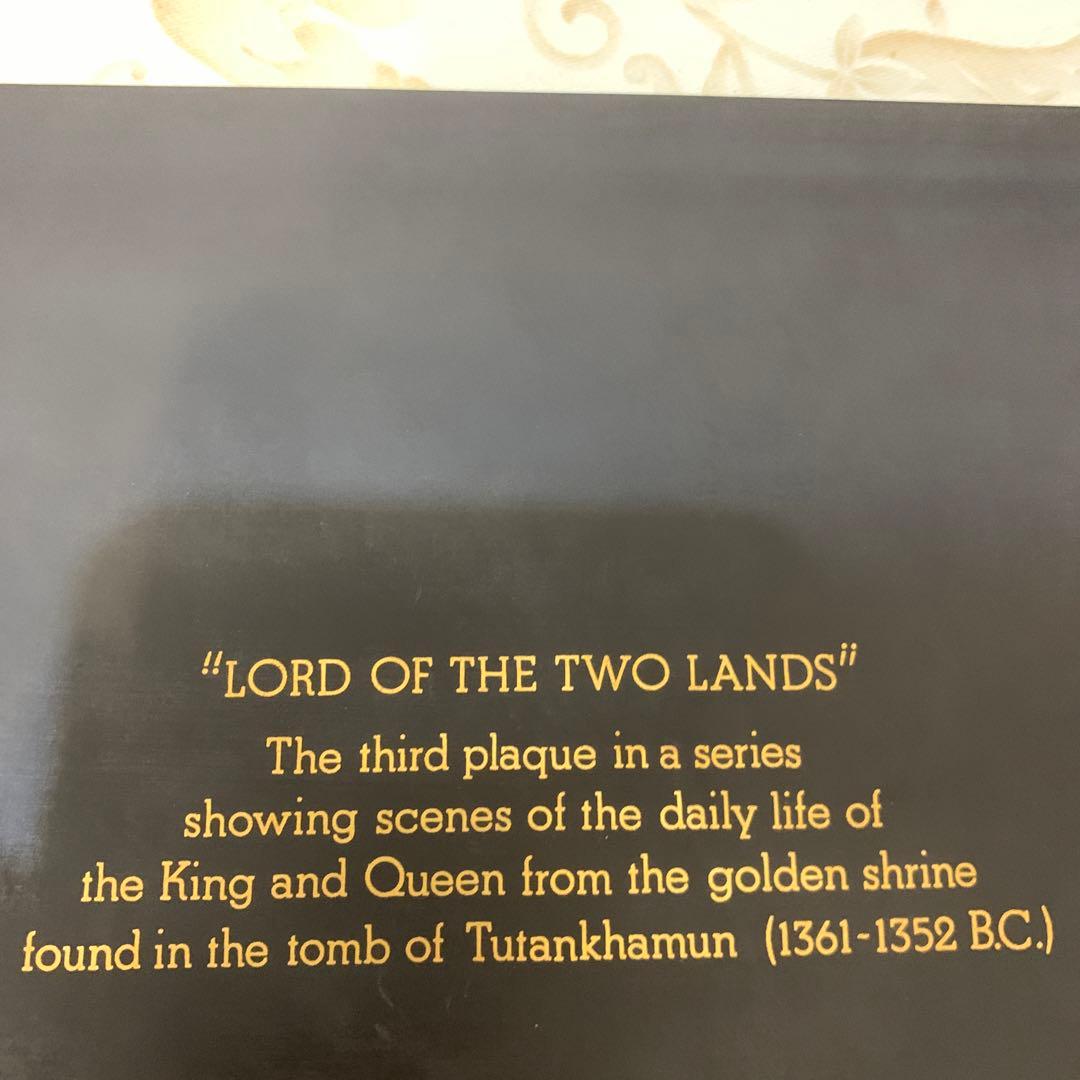 "LORD OF THE TWO LANDS"
The third plaque in a series
showing scenes of the daily life of
the King and Queen from the golden shrine
found in the tomb of Tutankhamun (1361-1352 B.C.)